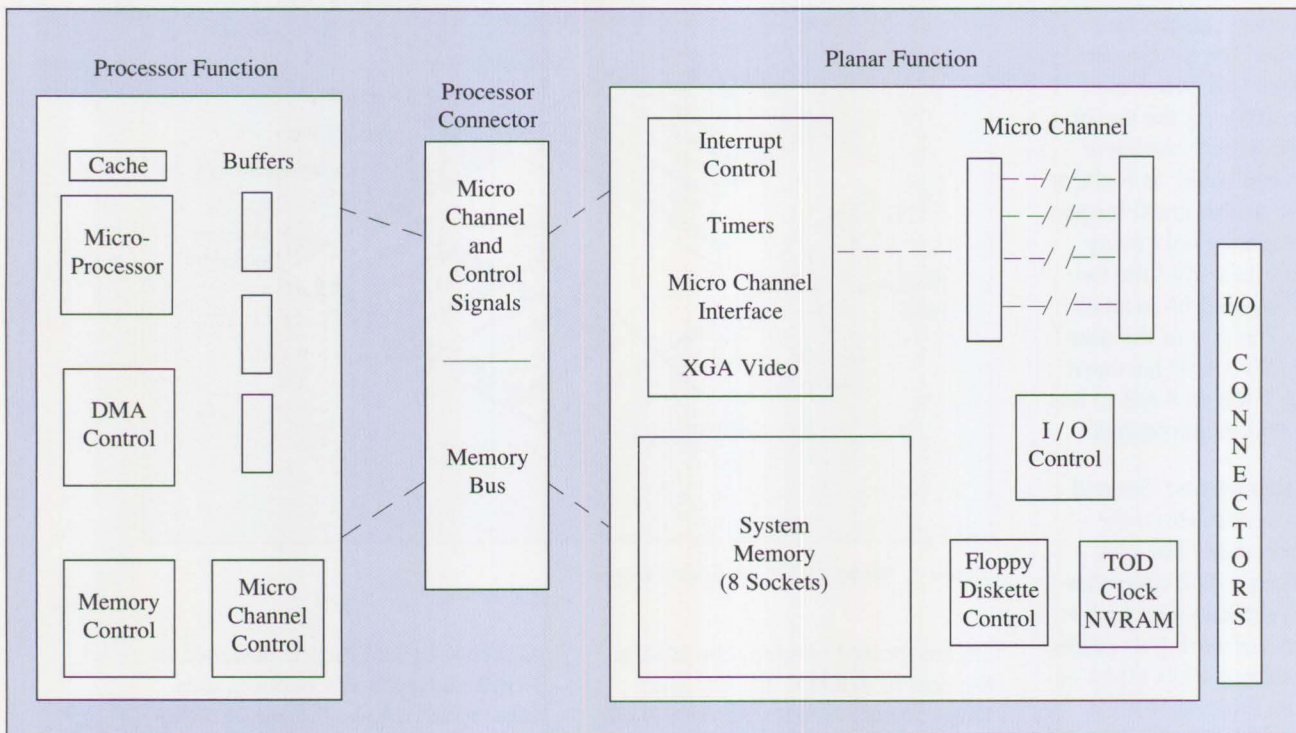 Processor Function
Cache
Buffers
Micro-
Processor
DMA
Control
Memory
Control
Micro
Channel
Control
Processor
Connector
Micro
Channel
and
Control
Signals
Memory
Bus
Planar Function
Interrupt
Control
Timers
Micro Channel
Interface
XGA Video
System
Memory
(8 Sockets)
Micro Channel
I / O
Control
Floppy
Diskette
Control
TOD
Clock
NVRAM
I/O
CONNECTORS